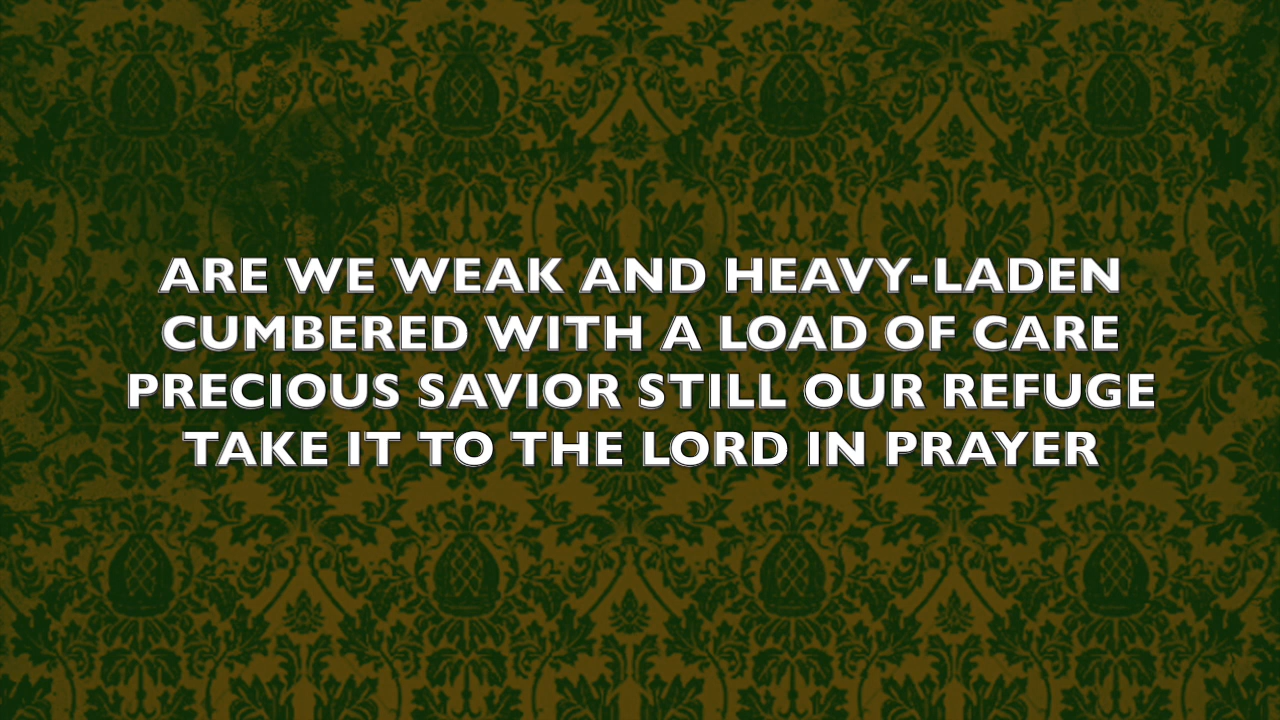 ARE WE WEAK AND HEAVY-LADEN
CUMBERED WITH A LOAD OF CARE
PRECIOUS SAVIOR STILL OUR REFUGE
TAKE IT TO THE LORD IN PRAYER